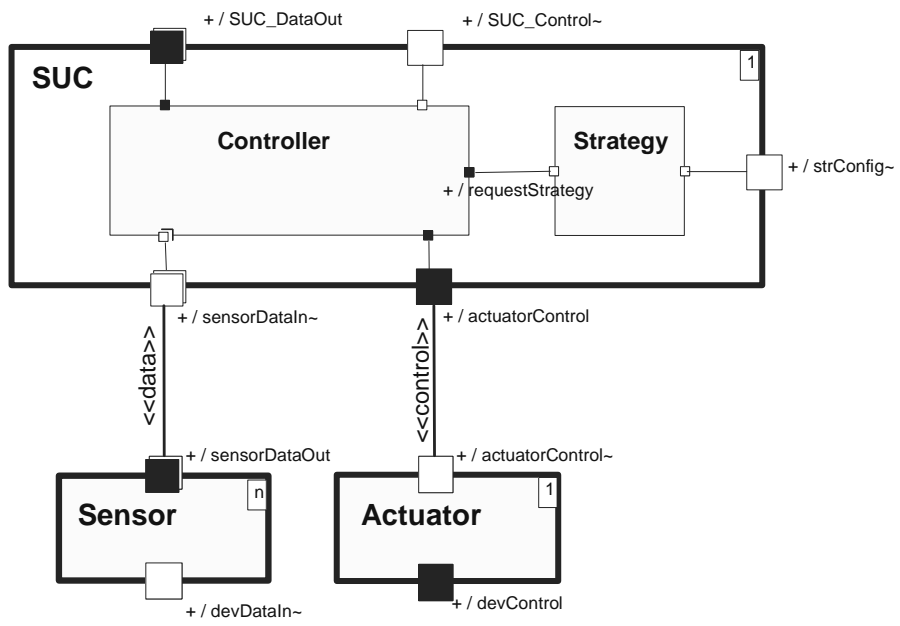 + / SUC_DataOut
+ / SUC_Control~
SUC
1
Controller
Strategy
+ / strConfig~
+ / requestStrategy
+ / sensorDataIn~
+ / actuatorControl
<<data>>
<<control>>
+ / sensorDataOut
+ / actuatorControl~
n
1
Sensor
Actuator
+ / devDataIn~
+ / devControl